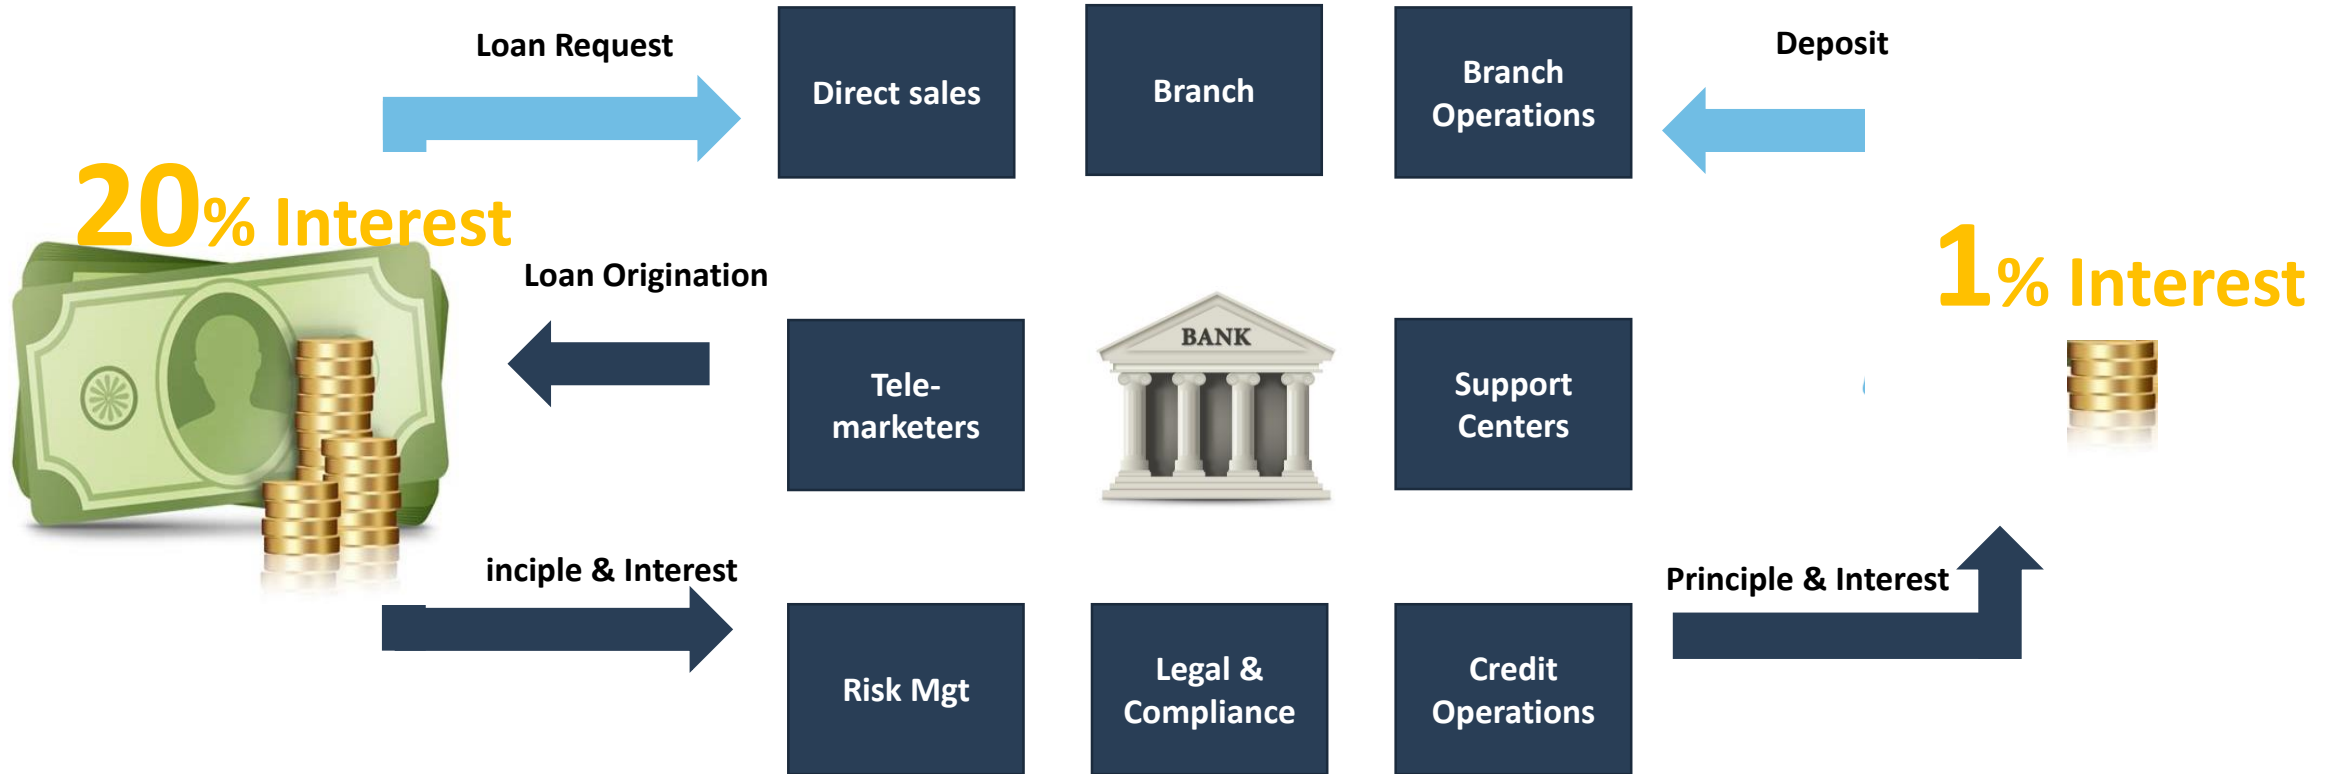 Loan Request
Direct sales
Branch
Branch
Operations
Deposit
20% Interest
1% Interest
Loan Origination
Tele-
marketers
BANK
Support
Centers
inciple & Interest
Principle & Interest
Risk Mgt
Legal &
Compliance
Credit
Operations